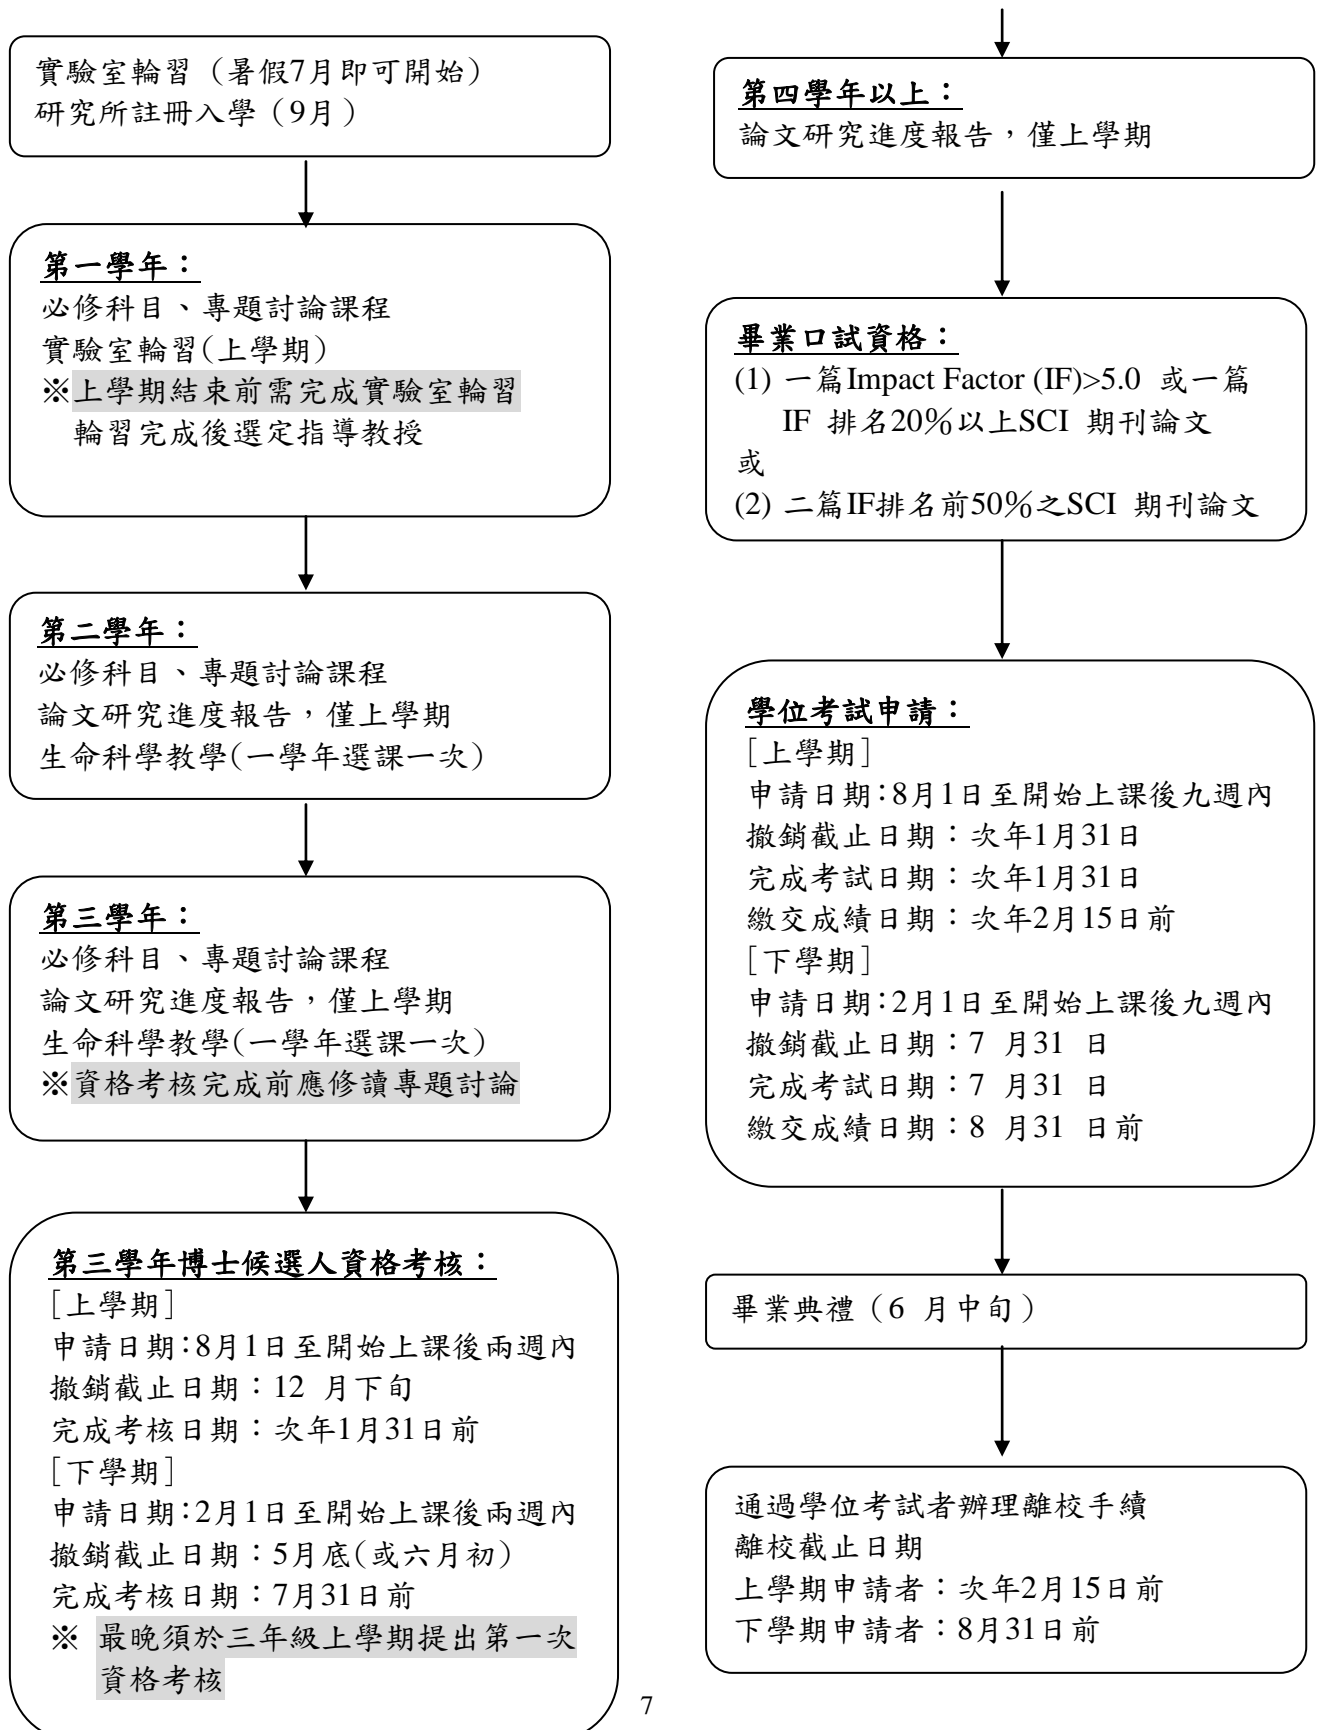 實驗室輪習（暑假7月即可開始）
研究所註冊入學（9月）
第一學年：
必修科目、專題討論課程
實驗室輪習(上學期)
※上學期結束前需完成實驗室輪習
輪習完成後選定指導教授
第二學年：
必修科目、專題討論課程
論文研究進度報告，僅上學期
生命科學教學(一學年選課一次)
第三學年：
必修科目、專題討論課程
論文研究進度報告，僅上學期
生命科學教學(一學年選課一次)
※資格考核完成前應修讀專題討論
第三學年博士候選人資格考核：
[上學期]
申請日期:8月1日至開始上課後兩週內
撤銷截止日期：12 月下旬
完成考核日期：次年1月31日前
[下學期]
申請日期:2月1日至開始上課後兩週內
撤銷截止日期：5月底(或六月初)
完成考核日期：7月31日前
※ 最晚須於三年級上學期提出第一次
資格考核
第四學年以上：
論文研究進度報告，僅上學期
畢業口試資格：
(1) 一篇Impact Factor (IF)>5.0 或一篇
IF 排名20%以上SCI 期刊論文
或
(2) 二篇IF排名前50%之SCI 期刊論文
學位考試申請：
[上學期]
申請日期:8月1日至開始上課後九週內
撤銷截止日期：次年1月31日
完成考試日期：次年1月31日
繳交成績日期：次年2月15日前
[下學期]
申請日期:2月1日至開始上課後九週內
撤銷截止日期：7 月31 日
完成考試日期：7 月31 日
繳交成績日期：8 月31 日前
畢業典禮（6 月中旬）
通過學位考試者辦理離校手續
離校截止日期
上學期申請者：次年2月15日前
下學期申請者：8月31日前
7